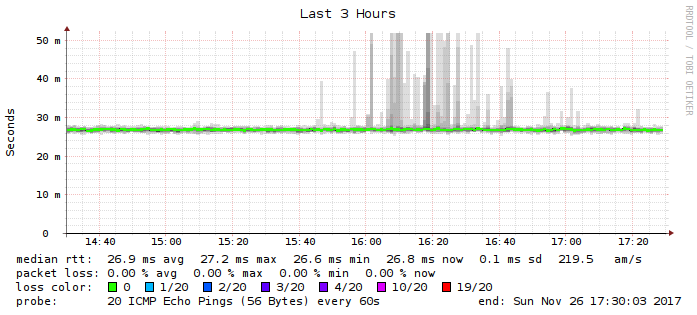 Last 3 Hours
RRDTOOL / TOBI OETIKER
Seconds
50 m
40 m
30 m
20 m
10 m
0
14:40 15:00 15:20 15:40 16:00 16:20 16:40 17:00 17:20
median rtt: 26.9 ms avg 27.2 ms max 26.6 ms min 26.8 ms now 0.1 ms sd 219.5 am/s
packet loss: 0.00 % avg 0.00 % max 0.00 % min 0.00 % now
loss color: 0 1/20 2/20 3/20 4/20 10/20 19/20
probe: 20 ICMP Echo Pings (56 Bytes) every 60s end: Sun Nov 26 17:30:03 2017